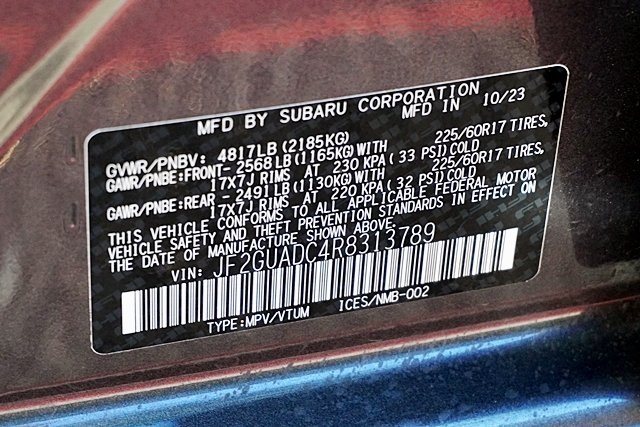 MFD BY SUBARU CORPORATION
MFD IN 10/23
GVWR/PNBV: 4817LB (2185KG)
GAWR/PNBE:FRONT- 2568LB (1165KG) WITH 225/60R17 TIRES,
17X7J RIMS AT 230 KPA (33 PSI) COLD
GAWR/PNBE:REAR - 2491LB (1130KG) WITH 225/60R17 TIRES,
17X7J RIMS AT 220 KPA (32 PSI) COLD
THIS VEHICLE CONFORMS TO ALL APPLICABLE FEDERAL MOTOR
VEHICLE SAFETY AND THEFT PREVENTION STANDARDS IN EFFECT ON
THE DATE OF MANUFACTURE SHOWN ABOVE.
VIN: JF2GUADC4R8313789
TYPE:MPV/VTUM ICES/NMB-002